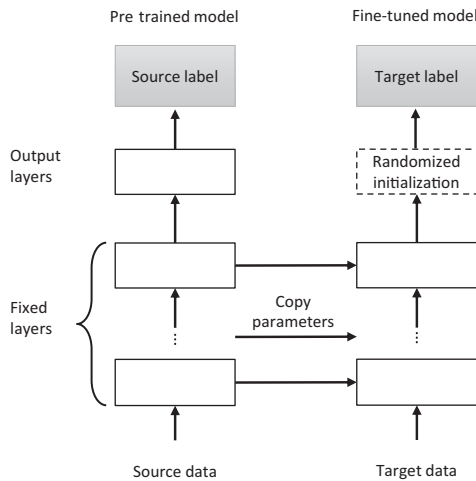 Pre trained model
Fine-tuned model
Source label
Target label
Output
layers
Randomized
initialization
Fixed
layers
Copy
parameters
...
...
Source data
Target data